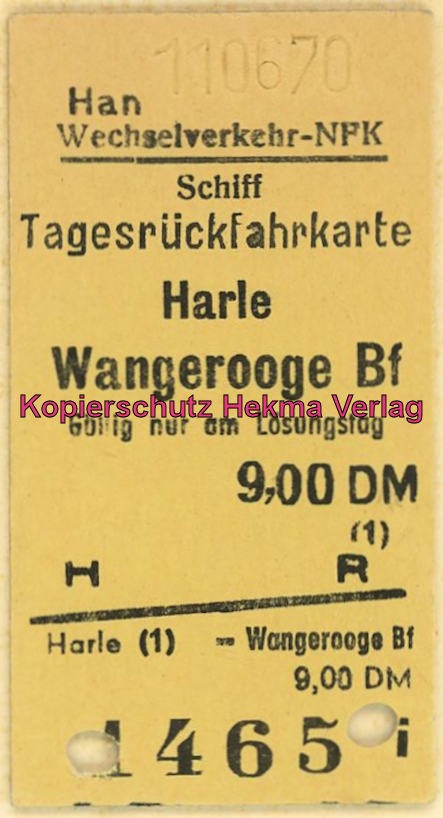 110670
Han
Wechselverkehr-NFK
Schiff
Tagesrückfahrkarte
Harle
Wangerooge Bf
Kopierschutz Hekma Verlag
Gültig nur am Lösungstag
9,00 DM
(1)
H R
Harle (1) - Wangerooge Bf
9,00 DM
1465 i